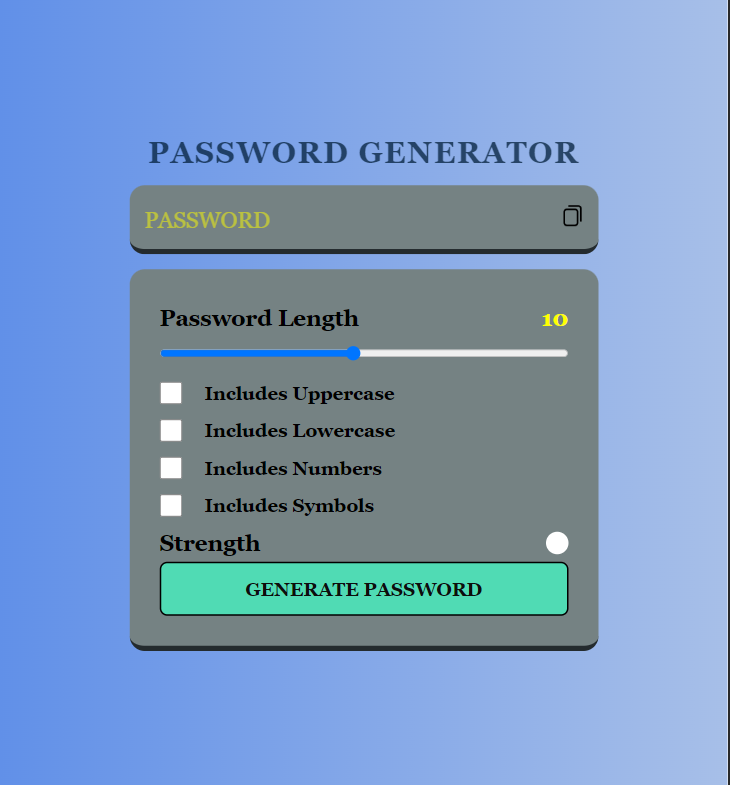 PASSWORD GENERATOR
PASSWORD
Password Length 10
Includes Uppercase
Includes Lowercase
Includes Numbers
Includes Symbols
Strength
GENERATE PASSWORD